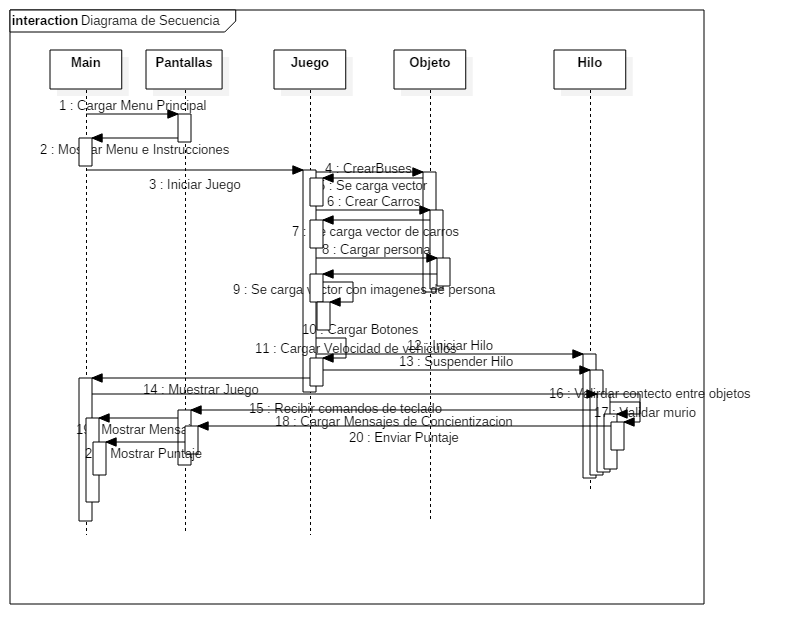 interaction Diagrama de Secuencia
Main
Pantallas
Juego
Objeto
Hilo
1 : Cargar Menu Principal
2 : Mostrar Menu e Instrucciones
3 : Iniciar Juego
4 : CrearBuses
: Se carga vector
6 : Crear Carros
7 : Se carga vector de carros
8 : Cargar persona
9 : Se carga vector con imagenes de persona
10 : Cargar Botones
11 : Cargar Velocidad de vehiculos
12 : Iniciar Hilo
13 : Suspender Hilo
14 : Muestrar Juego
15 : Recibir comandos de teclado
16 : Validar contecto entre objetos
17 : Validar murio
18 : Cargar Mensajes de Concientizacion
19 Mostrar Mensa
20 : Enviar Puntaje
2 Mostrar Puntaje